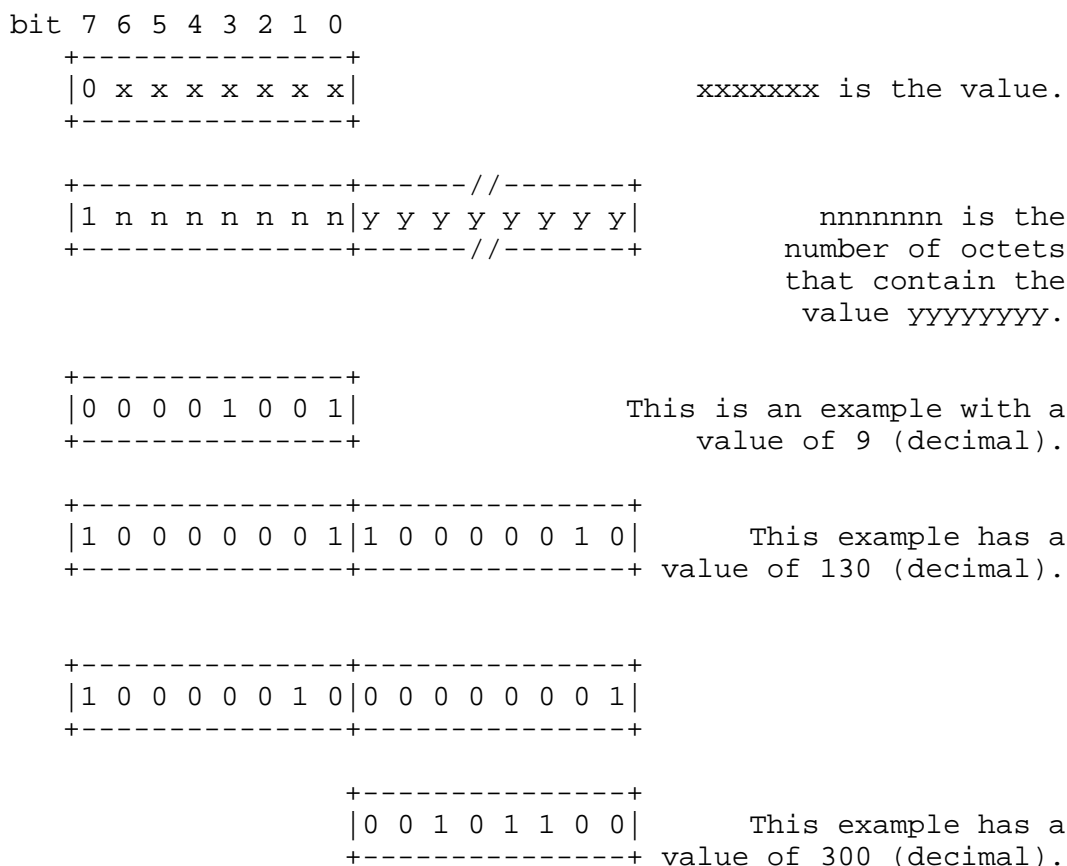 bit 7 6 5 4 3 2 1 0
+---------------+
|0 x x x x x x x| xxxxxxx is the value.
+---------------+
+---------------+------//-------+
|1 n n n n n n n|y y y y y y y y| nnnnnnn is the
+---------------+------//-------+ number of octets
that contain the
value yyyyyyyy.
+---------------+
|0 0 0 0 1 0 0 1| This is an example with a
+---------------+ value of 9 (decimal).
+---------------+---------------+
|1 0 0 0 0 0 0 1|1 0 0 0 0 0 1 0| This example has a
+---------------+---------------+ value of 130 (decimal).
+---------------+---------------+
|1 0 0 0 0 0 1 0|0 0 0 0 0 0 0 1|
+---------------+---------------+
+---------------+
|0 0 1 0 1 1 0 0| This example has a
+---------------+ value of 300 (decimal).